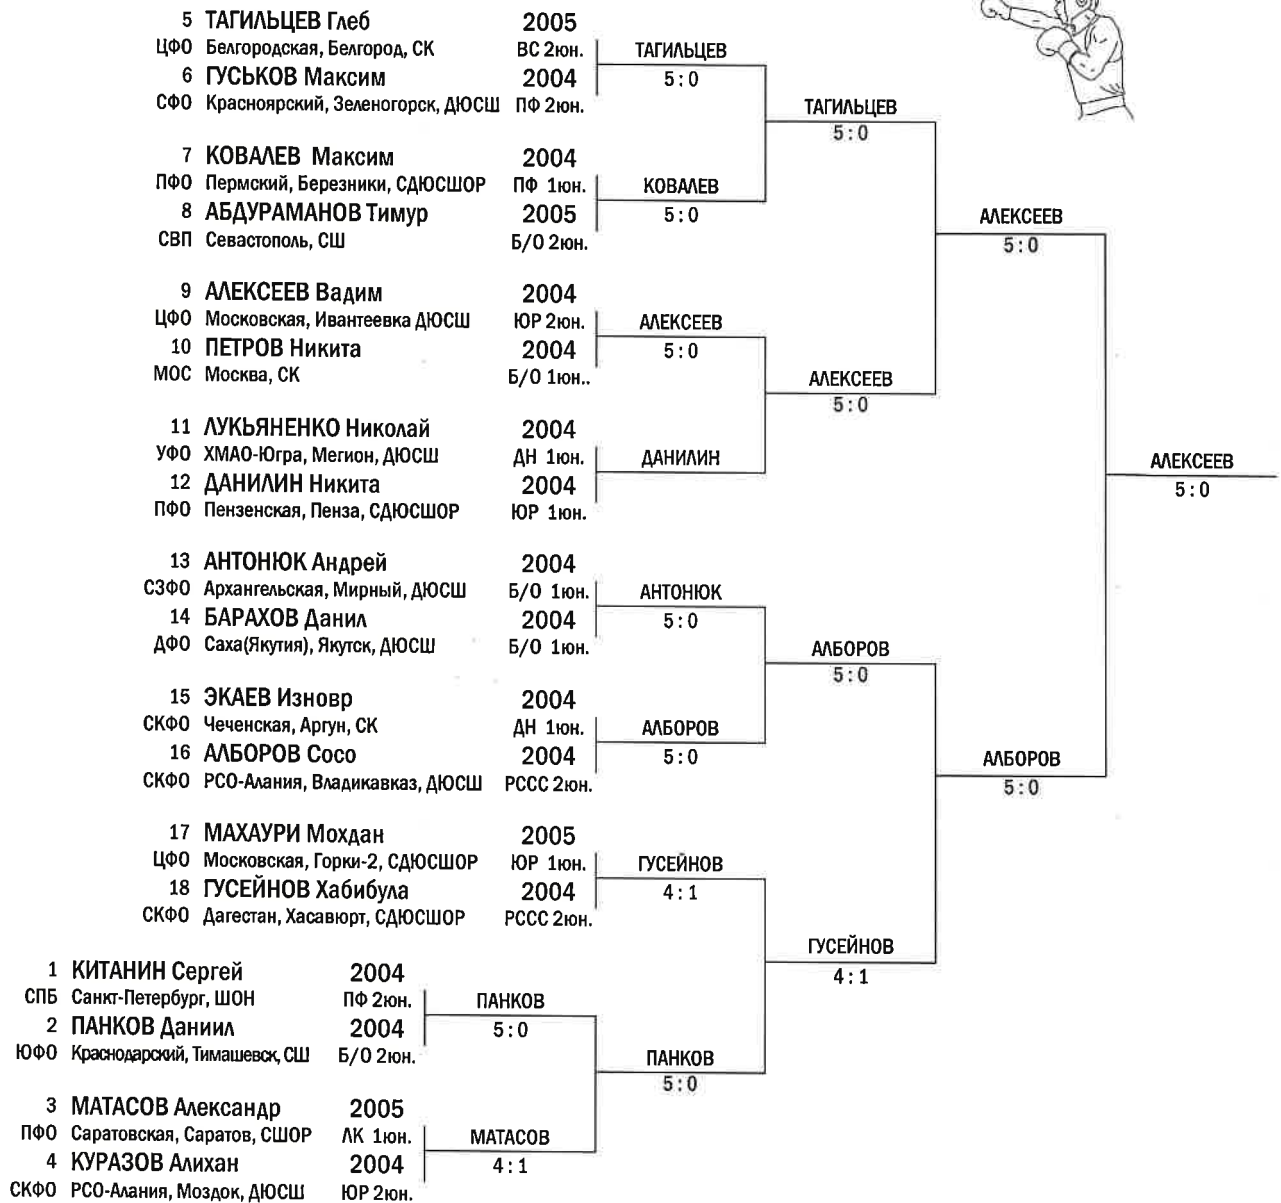 5 ТАГИЛЬЦЕВ Глеб 2005
ЦФО Белгородская, Белгород, СК ВС 2юн.
ТАГИЛЬЦЕВ
5:0
6 ГУСЬКОВ Максим 2004
СФО Красноярский, Зеленогорск, ДЮСШ ПФ 2юн.
ТАГИЛЬЦЕВ
5:0
7 КОВАЛЕВ Максим 2004
ПФО Пермский, Березники, СДЮСШОР ПФ 1юн.
КОВАЛЕВ
5:0
8 АБДУРАМАНОВ Тимур 2005
СВП Севастополь, СШ Б/О 2юн.
АЛЕКСЕЕВ
5:0
9 АЛЕКСЕЕВ Вадим 2004
ЦФО Московская, Ивантеевка ДЮСШ ЮР 2юн.
АЛЕКСЕЕВ
5:0
10 ПЕТРОВ Никита 2004
МОС Москва, СК Б/О 1юн..
АЛЕКСЕЕВ
5:0
11 ЛУКЬЯНЕНКО Николай 2004
УФО ХМАО-Югра, Мегион, ДЮСШ ДН 1юн.
ДАНИЛИН
12 ДАНИЛИН Никита 2004
ПФО Пензенская, Пенза, СДЮСШОР ЮР 1юн.
АЛЕКСЕЕВ
5:0
13 АНТОНЮК Андрей 2004
СЗФО Архангельская, Мирный, ДЮСШ Б/О 1юн.
АНТОНЮК
5:0
14 БАРАХОВ Данил 2004
ДФО Саха(Якутия), Якутск, ДЮСШ Б/О 1юн.
АЛБОРОВ
5:0
15 ЭКАЕВ Изновр 2004
СКФО Чеченская, Аргун, СК ДН 1юн.
АЛБОРОВ
5:0
16 АЛБОРОВ Сосо 2004
СКФО РСО-Алания, Владикавказ, ДЮСШ РССС 2юн.
АЛБОРОВ
5:0
17 МАХАУРИ Мохдан 2005
ЦФО Московская, Горки-2, СДЮСШОР ЮР 1юн.
ГУСЕЙНОВ
4:1
18 ГУСЕЙНОВ Хабибула 2004
СКФО Дагестан, Хасавюрт, СДЮСШОР РССС 2юн.
ГУСЕЙНОВ
4:1
1 КИТАНИН Сергей 2004
СПБ Санкт-Петербург, ШОН ПФ 2юн.
ПАНКОВ
5:0
2 ПАНКОВ Даниил 2004
ЮФО Краснодарский, Тимашевск, СШ Б/О 2юн.
ПАНКОВ
5:0
3 МАТАСОВ Александр 2005
ПФО Саратовская, Саратов, СШОР ЛК 1юн.
МАТАСОВ
4:1
4 КУРАЗОВ Алихан 2004
СКФО РСО-Алания, Моздок, ДЮСШ ЮР 2юн.